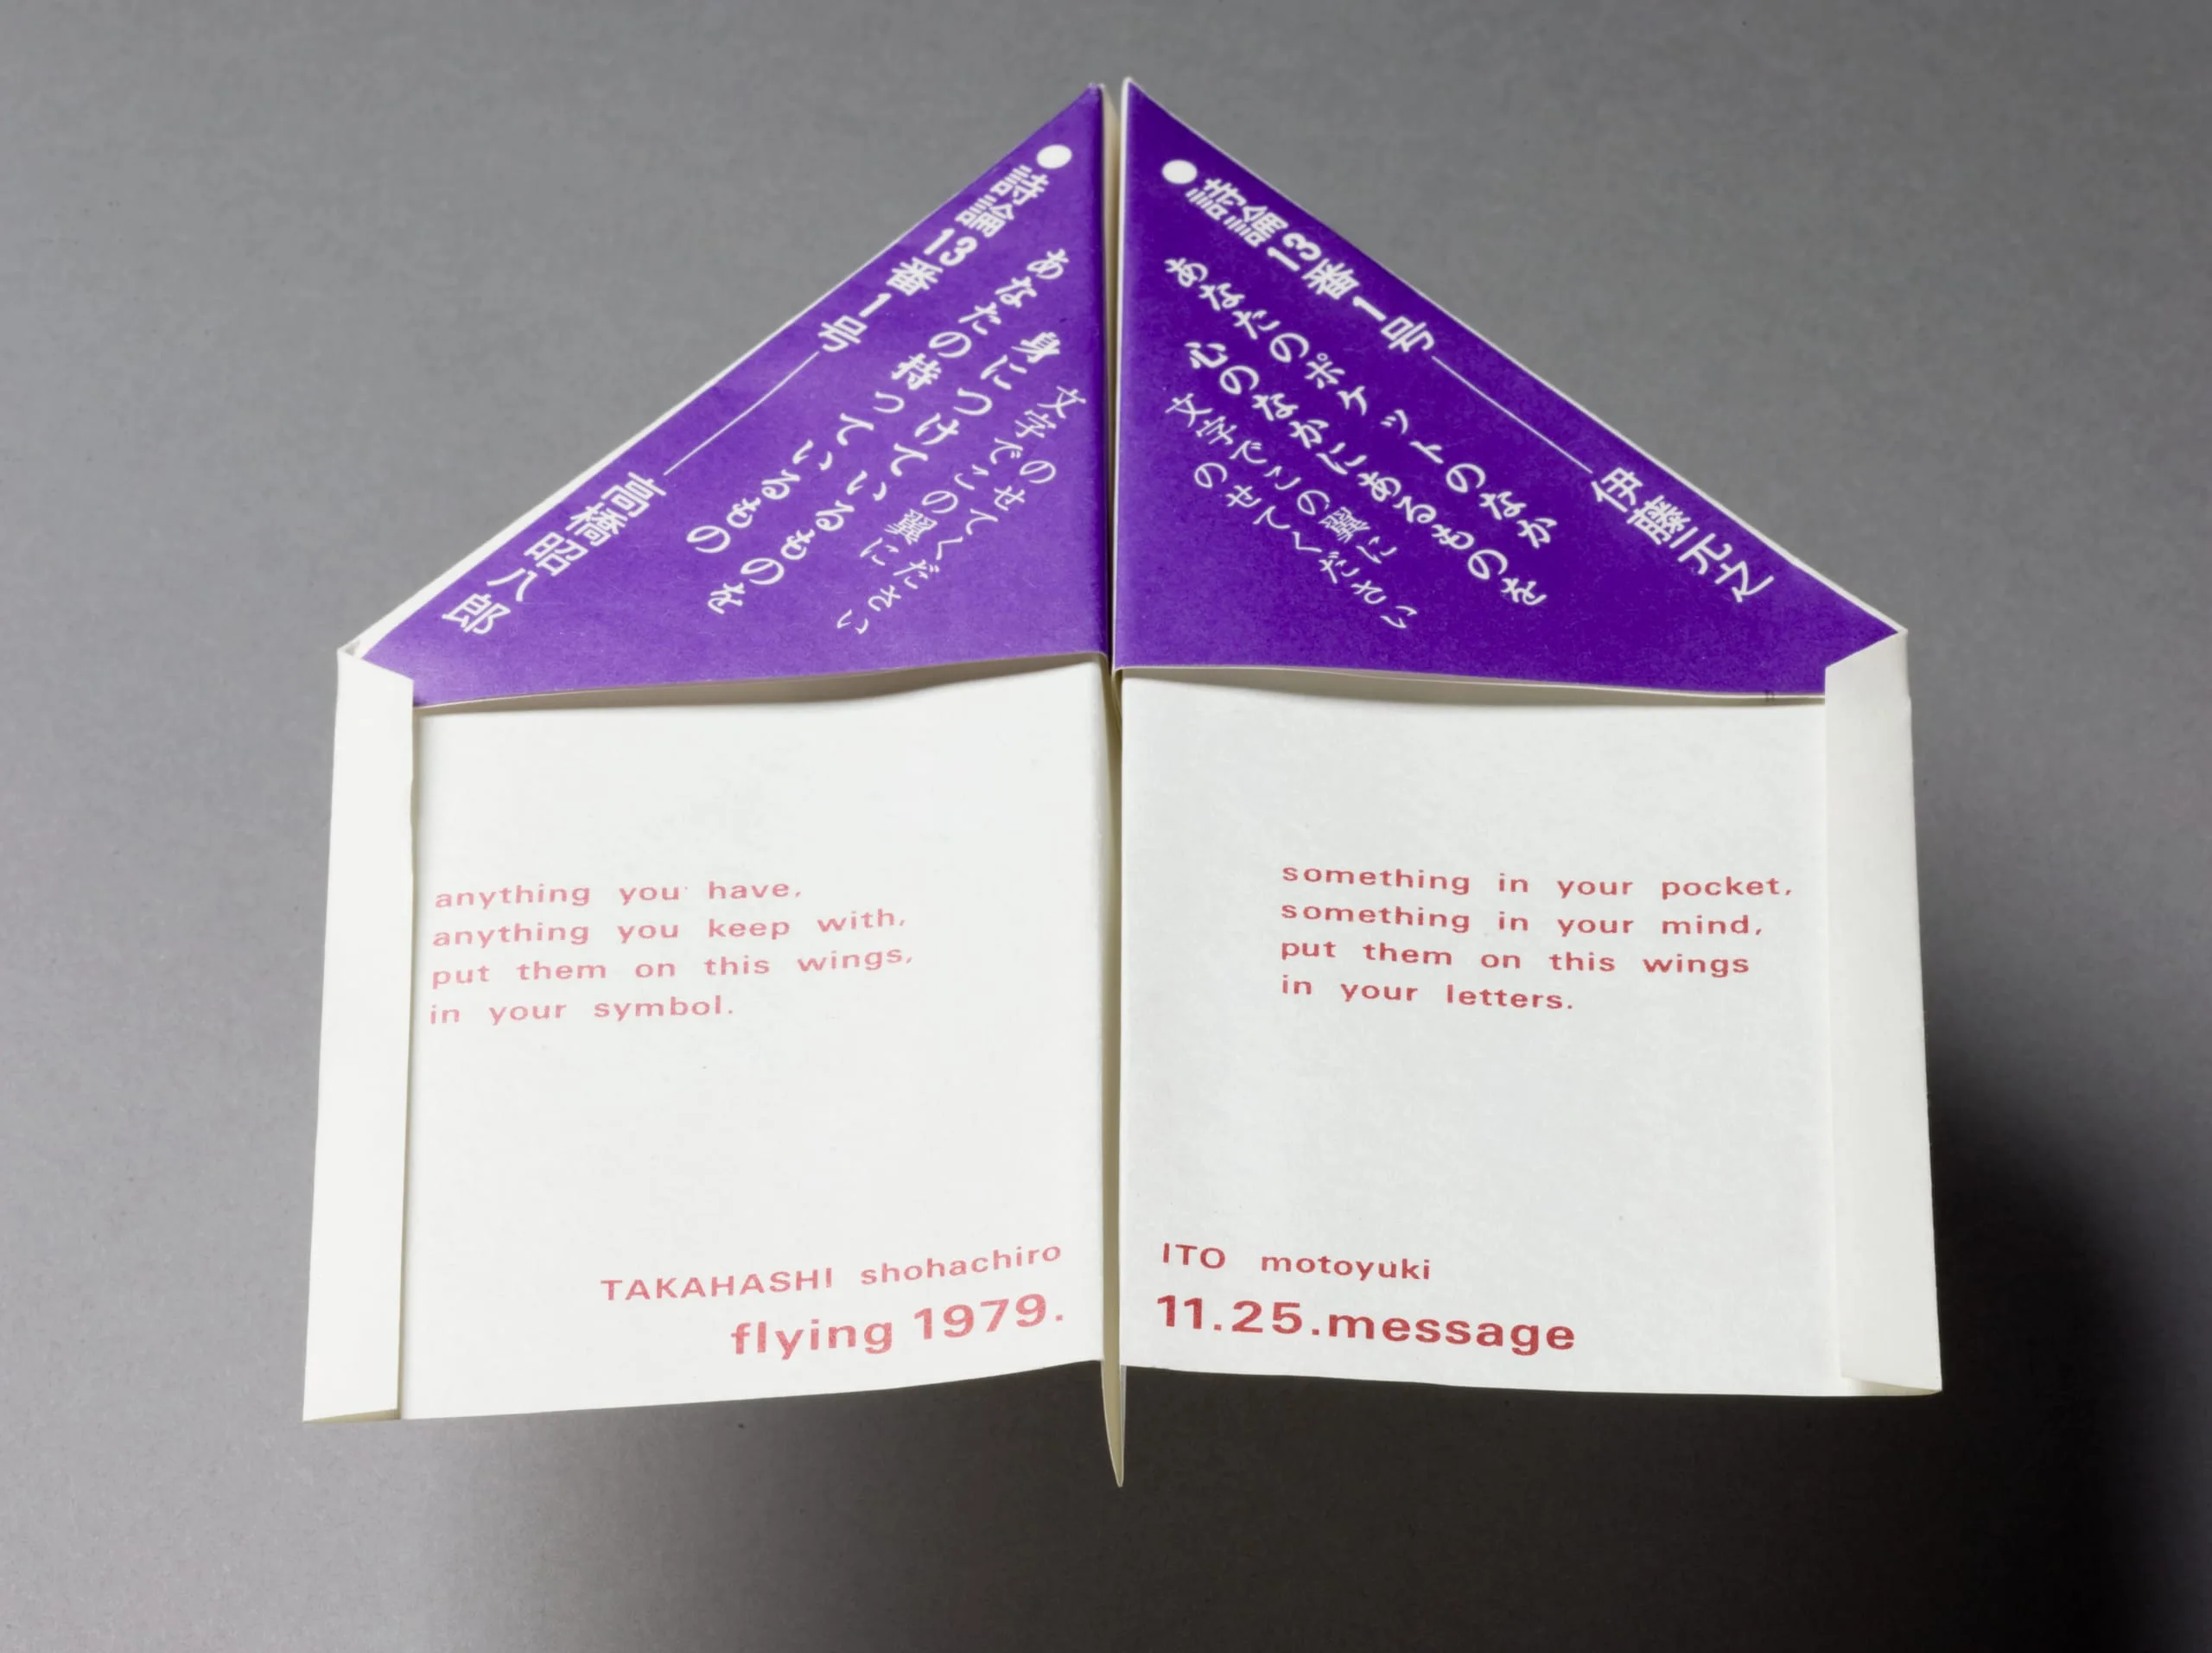 ●詩論13番1号——高橋昭八郎
あなたの持っているもの
身につけているものを
文字でこの翼に
のせてください
●詩論13番1号——伊藤元之
あなたのポケットのなか
心のなかにあるものを
文字でこの翼に
のせてください
anything you have,
anything you keep with,
put them on this wings,
in your symbol.
TAKAHASHI shohachiro
flying 1979.
something in your pocket,
something in your mind,
put them on this wings
in your letters.
ITO motoyuki
11.25.message